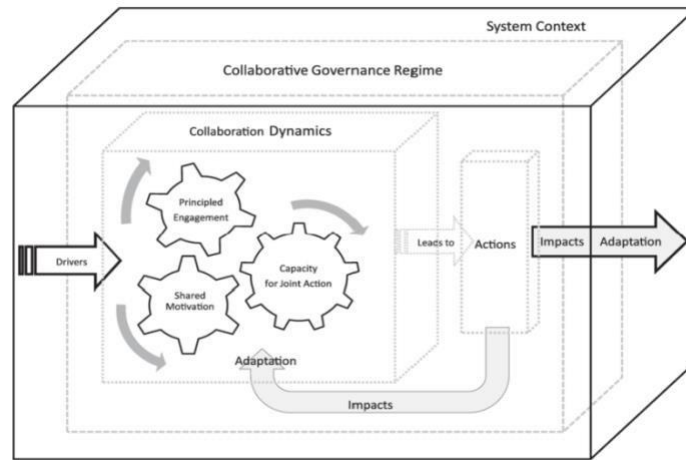 System Context
Collaborative Governance Regime
Collaboration Dynamics
Principled
Engagement
Drivers
Leads to
Actions
Impacts
Adaptation
Capacity
for Joint Action
Shared
Motivation
Adaptation
Impacts